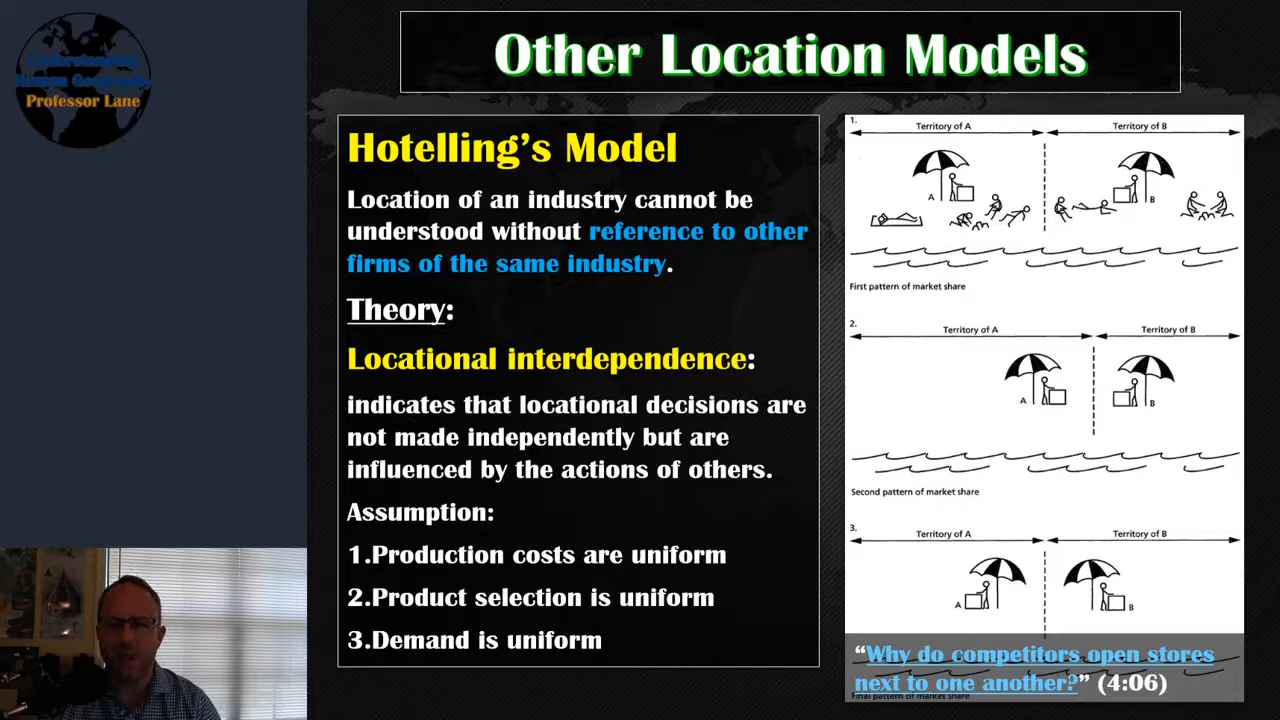 Understanding
Human Geography
Professor Lane
Other Location Models
Hotelling's Model
Location of an industry cannot be
understood without reference to other
firms of the same industry.
Theory:
Locational interdependence:
indicates that locational decisions are
not made independently but are
influenced by the actions of others.
Assumption:
1.Production costs are uniform
2.Product selection is uniform
3.Demand is uniform
1.
Territory of A
Territory of B
A
B
First pattern of market share
2.
Territory of A
Territory of B
A
B
Second pattern of market share
3.
Territory of A
Territory of B
A
B
"Why do competitors open stores
next to one another?" (4:06)
Final pattern of market share